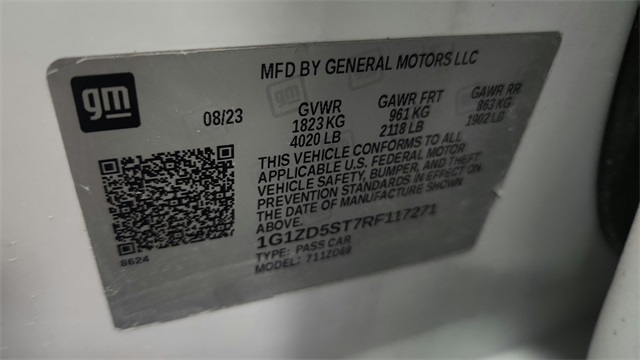 gm
MFD BY GENERAL MOTORS LLC
08/23
GVWR
1823 KG
4020 LB
GAWR FRT
961 KG
2118 LB
GAWR RR
863 KG
1902 LB
THIS VEHICLE CONFORMS TO ALL
APPLICABLE U.S. FEDERAL MOTOR
VEHICLE SAFETY, BUMPER, AND THEFT
PREVENTION STANDARDS IN EFFECT ON
THE DATE OF MANUFACTURE SHOWN
ABOVE.
1G1ZD5ST7RF117271
TYPE: PASS CAR
MODEL: 711ZD69
8624